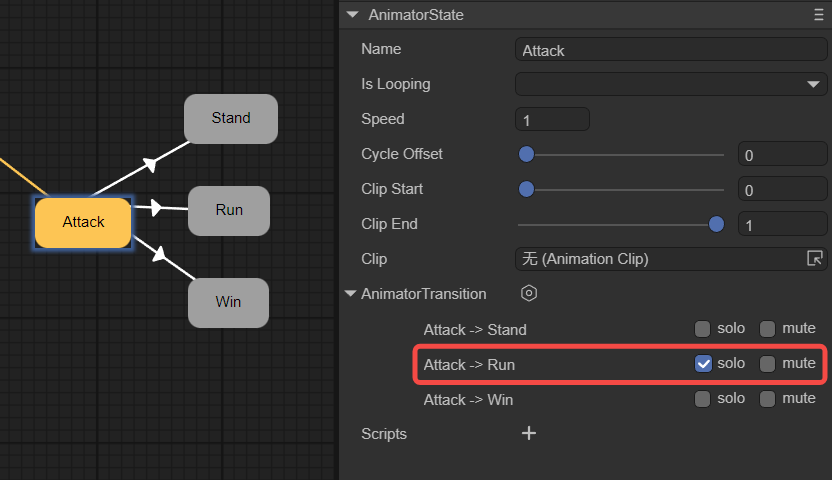 Stand
Run
Attack
Win
AnimatorState
Name Attack
Is Looping
Speed 1
Cycle Offset 0
Clip Start 0
Clip End 1
Clip 无 (Animation Clip)
AnimatorTransition
Attack -> Stand solo mute
Attack -> Run solo mute
Attack -> Win solo mute
Scripts +